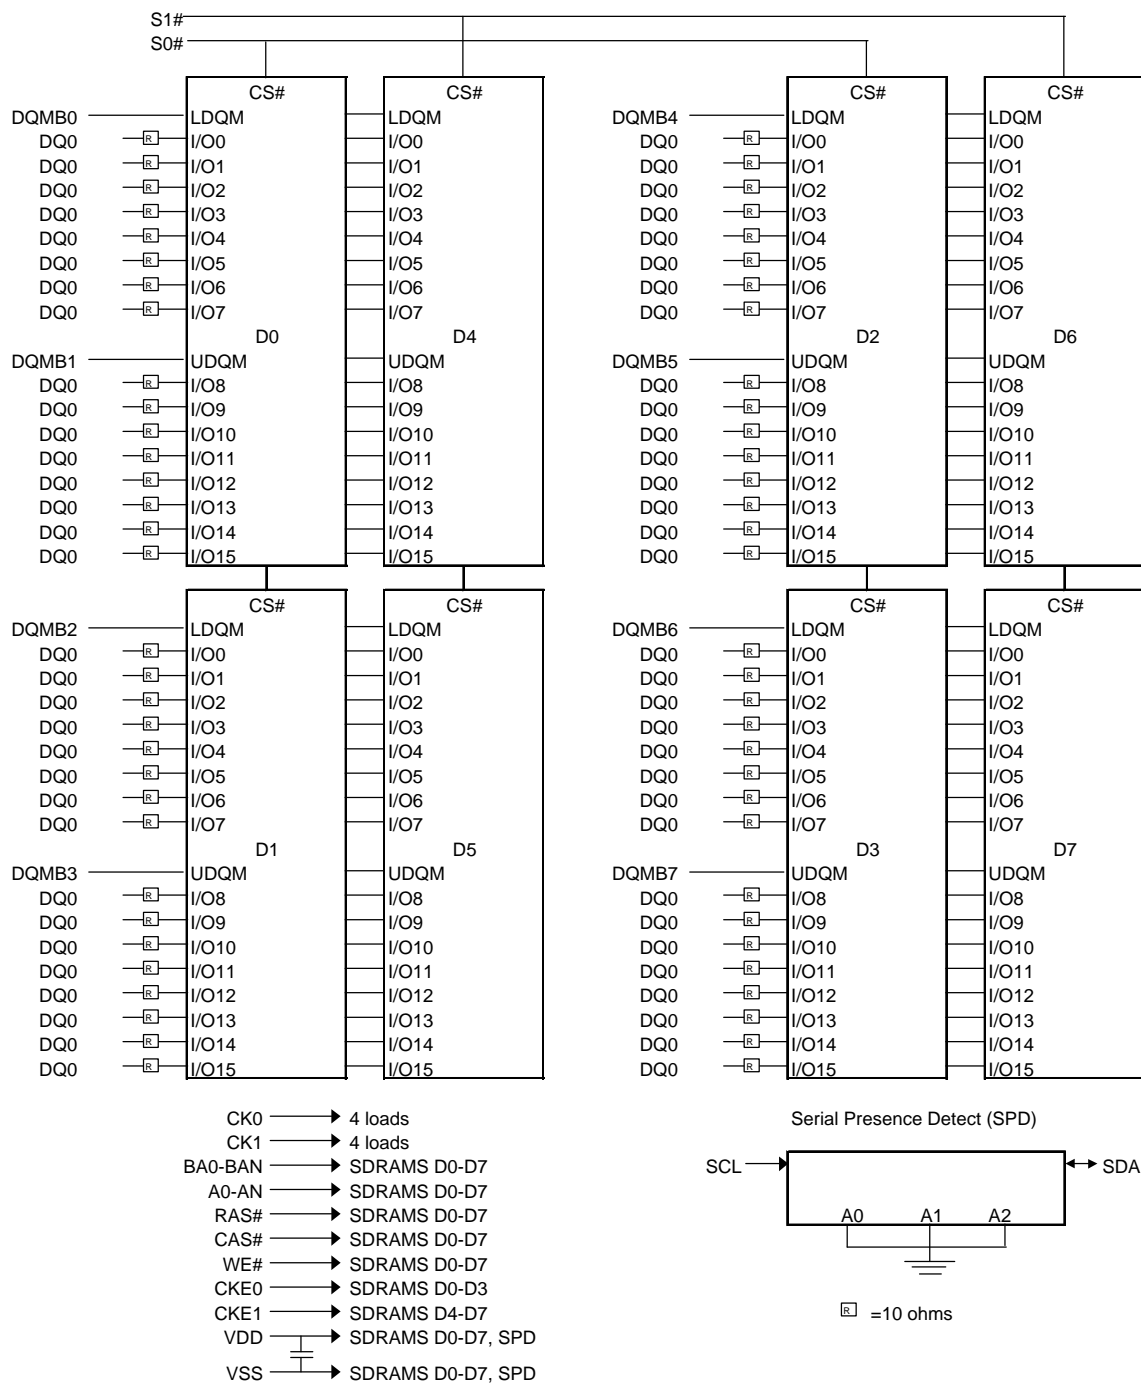 S1#
S0#
CS# CS# CS# CS#
DQMB0 LDQM LDQM DQMB4 LDQM LDQM
DQ0 R I/O0 I/O0 DQ0 R I/O0 I/O0
DQ0 R I/O1 I/O1 DQ0 R I/O1 I/O1
DQ0 R I/O2 I/O2 DQ0 R I/O2 I/O2
DQ0 R I/O3 I/O3 DQ0 R I/O3 I/O3
DQ0 R I/O4 I/O4 DQ0 R I/O4 I/O4
DQ0 R I/O5 I/O5 DQ0 R I/O5 I/O5
DQ0 R I/O6 I/O6 DQ0 R I/O6 I/O6
DQ0 R I/O7 I/O7 DQ0 R I/O7 I/O7
D0 D4 D2 D6
DQMB1 UDQM UDQM DQMB5 UDQM UDQM
DQ0 R I/O8 I/O8 DQ0 R I/O8 I/O8
DQ0 R I/O9 I/O9 DQ0 R I/O9 I/O9
DQ0 R I/O10 I/O10 DQ0 R I/O10 I/O10
DQ0 R I/O11 I/O11 DQ0 R I/O11 I/O11
DQ0 R I/O12 I/O12 DQ0 R I/O12 I/O12
DQ0 R I/O13 I/O13 DQ0 R I/O13 I/O13
DQ0 R I/O14 I/O14 DQ0 R I/O14 I/O14
DQ0 R I/O15 I/O15 DQ0 R I/O15 I/O15
CS# CS# CS# CS#
DQMB2 LDQM LDQM DQMB6 LDQM LDQM
DQ0 R I/O0 I/O0 DQ0 R I/O0 I/O0
DQ0 R I/O1 I/O1 DQ0 R I/O1 I/O1
DQ0 R I/O2 I/O2 DQ0 R I/O2 I/O2
DQ0 R I/O3 I/O3 DQ0 R I/O3 I/O3
DQ0 R I/O4 I/O4 DQ0 R I/O4 I/O4
DQ0 R I/O5 I/O5 DQ0 R I/O5 I/O5
DQ0 R I/O6 I/O6 DQ0 R I/O6 I/O6
DQ0 R I/O7 I/O7 DQ0 R I/O7 I/O7
D1 D5 D3 D7
DQMB3 UDQM UDQM DQMB7 UDQM UDQM
DQ0 R I/O8 I/O8 DQ0 R I/O8 I/O8
DQ0 R I/O9 I/O9 DQ0 R I/O9 I/O9
DQ0 R I/O10 I/O10 DQ0 R I/O10 I/O10
DQ0 R I/O11 I/O11 DQ0 R I/O11 I/O11
DQ0 R I/O12 I/O12 DQ0 R I/O12 I/O12
DQ0 R I/O13 I/O13 DQ0 R I/O13 I/O13
DQ0 R I/O14 I/O14 DQ0 R I/O14 I/O14
DQ0 R I/O15 I/O15 DQ0 R I/O15 I/O15
CK0 4 loads
CK1 4 loads
BA0-BAN SDRAMS D0-D7
A0-AN SDRAMS D0-D7
RAS# SDRAMS D0-D7
CAS# SDRAMS D0-D7
WE# SDRAMS D0-D7
CKE0 SDRAMS D0-D3
CKE1 SDRAMS D4-D7
VDD SDRAMS D0-D7, SPD
VSS SDRAMS D0-D7, SPD
Serial Presence Detect (SPD)
SCL SDA
A0 A1 A2
R =10 ohms